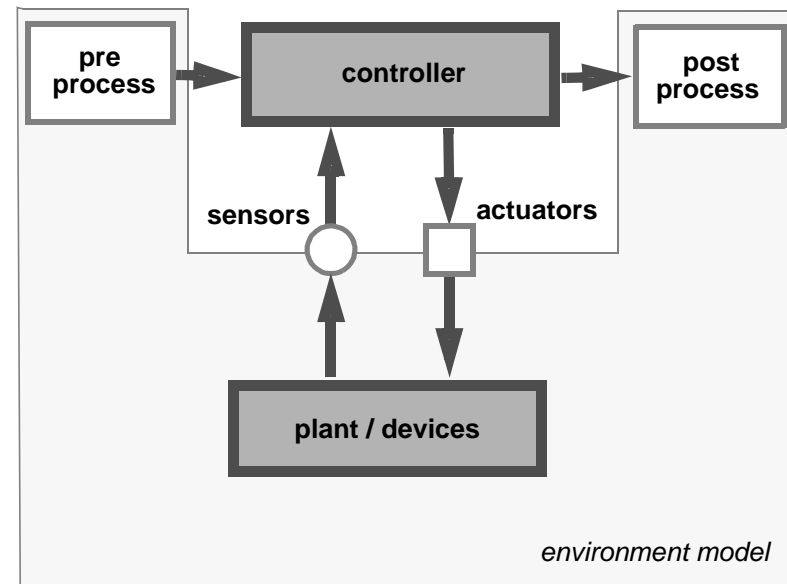 pre
process
controller
post
process
sensors
actuators
plant / devices
environment model